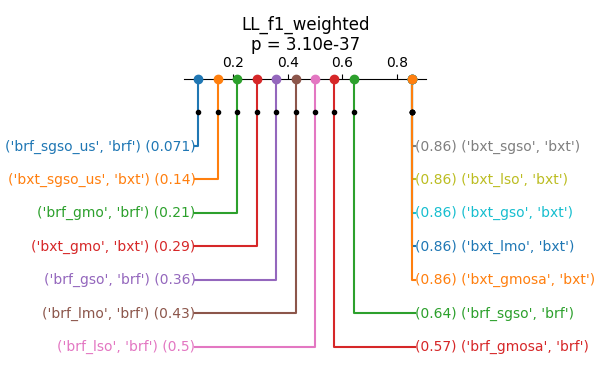 LL_f1_weighted
p = 3.10e-37
0.2 0.4 0.6 0.8
('brf_sgso_us', 'brf') (0.071) (0.86) ('bxt_sgso', 'bxt')
('bxt_sgso_us', 'bxt') (0.14) (0.86) ('bxt_lso', 'bxt')
('brf_gmo', 'brf') (0.21) (0.86) ('bxt_gso', 'bxt')
('bxt_gmo', 'bxt') (0.29) (0.86) ('bxt_lmo', 'bxt')
('brf_gso', 'brf') (0.36) (0.86) ('bxt_gmosa', 'bxt')
('brf_lmo', 'brf') (0.43) (0.64) ('brf_sgso', 'brf')
('brf_lso', 'brf') (0.5) (0.57) ('brf_gmosa', 'brf')